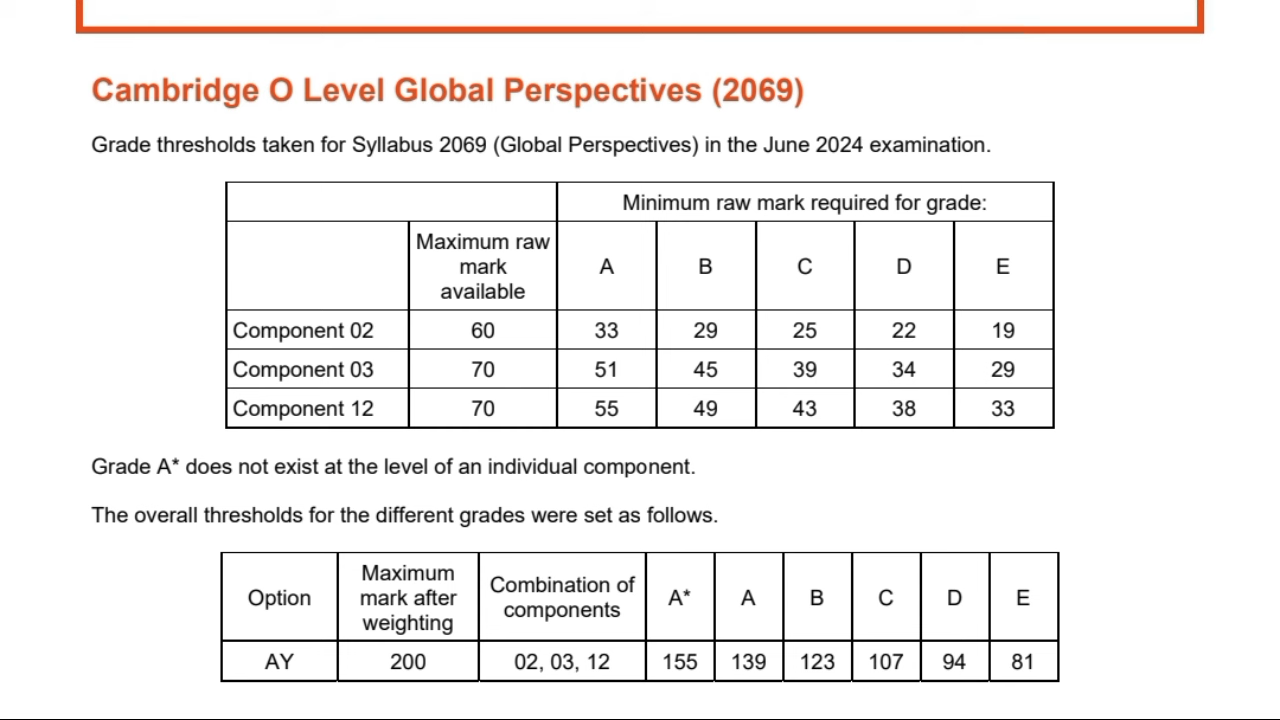 Cambridge O Level Global Perspectives (2069)
Grade thresholds taken for Syllabus 2069 (Global Perspectives) in the June 2024 examination.
Minimum raw mark required for grade:
Maximum raw mark available A B C D E
Component 02 60 33 29 25 22 19
Component 03 70 51 45 39 34 29
Component 12 70 55 49 43 38 33
Grade A* does not exist at the level of an individual component.
The overall thresholds for the different grades were set as follows.
Option Maximum mark after weighting Combination of components A* A B C D E
AY 200 02, 03, 12 155 139 123 107 94 81